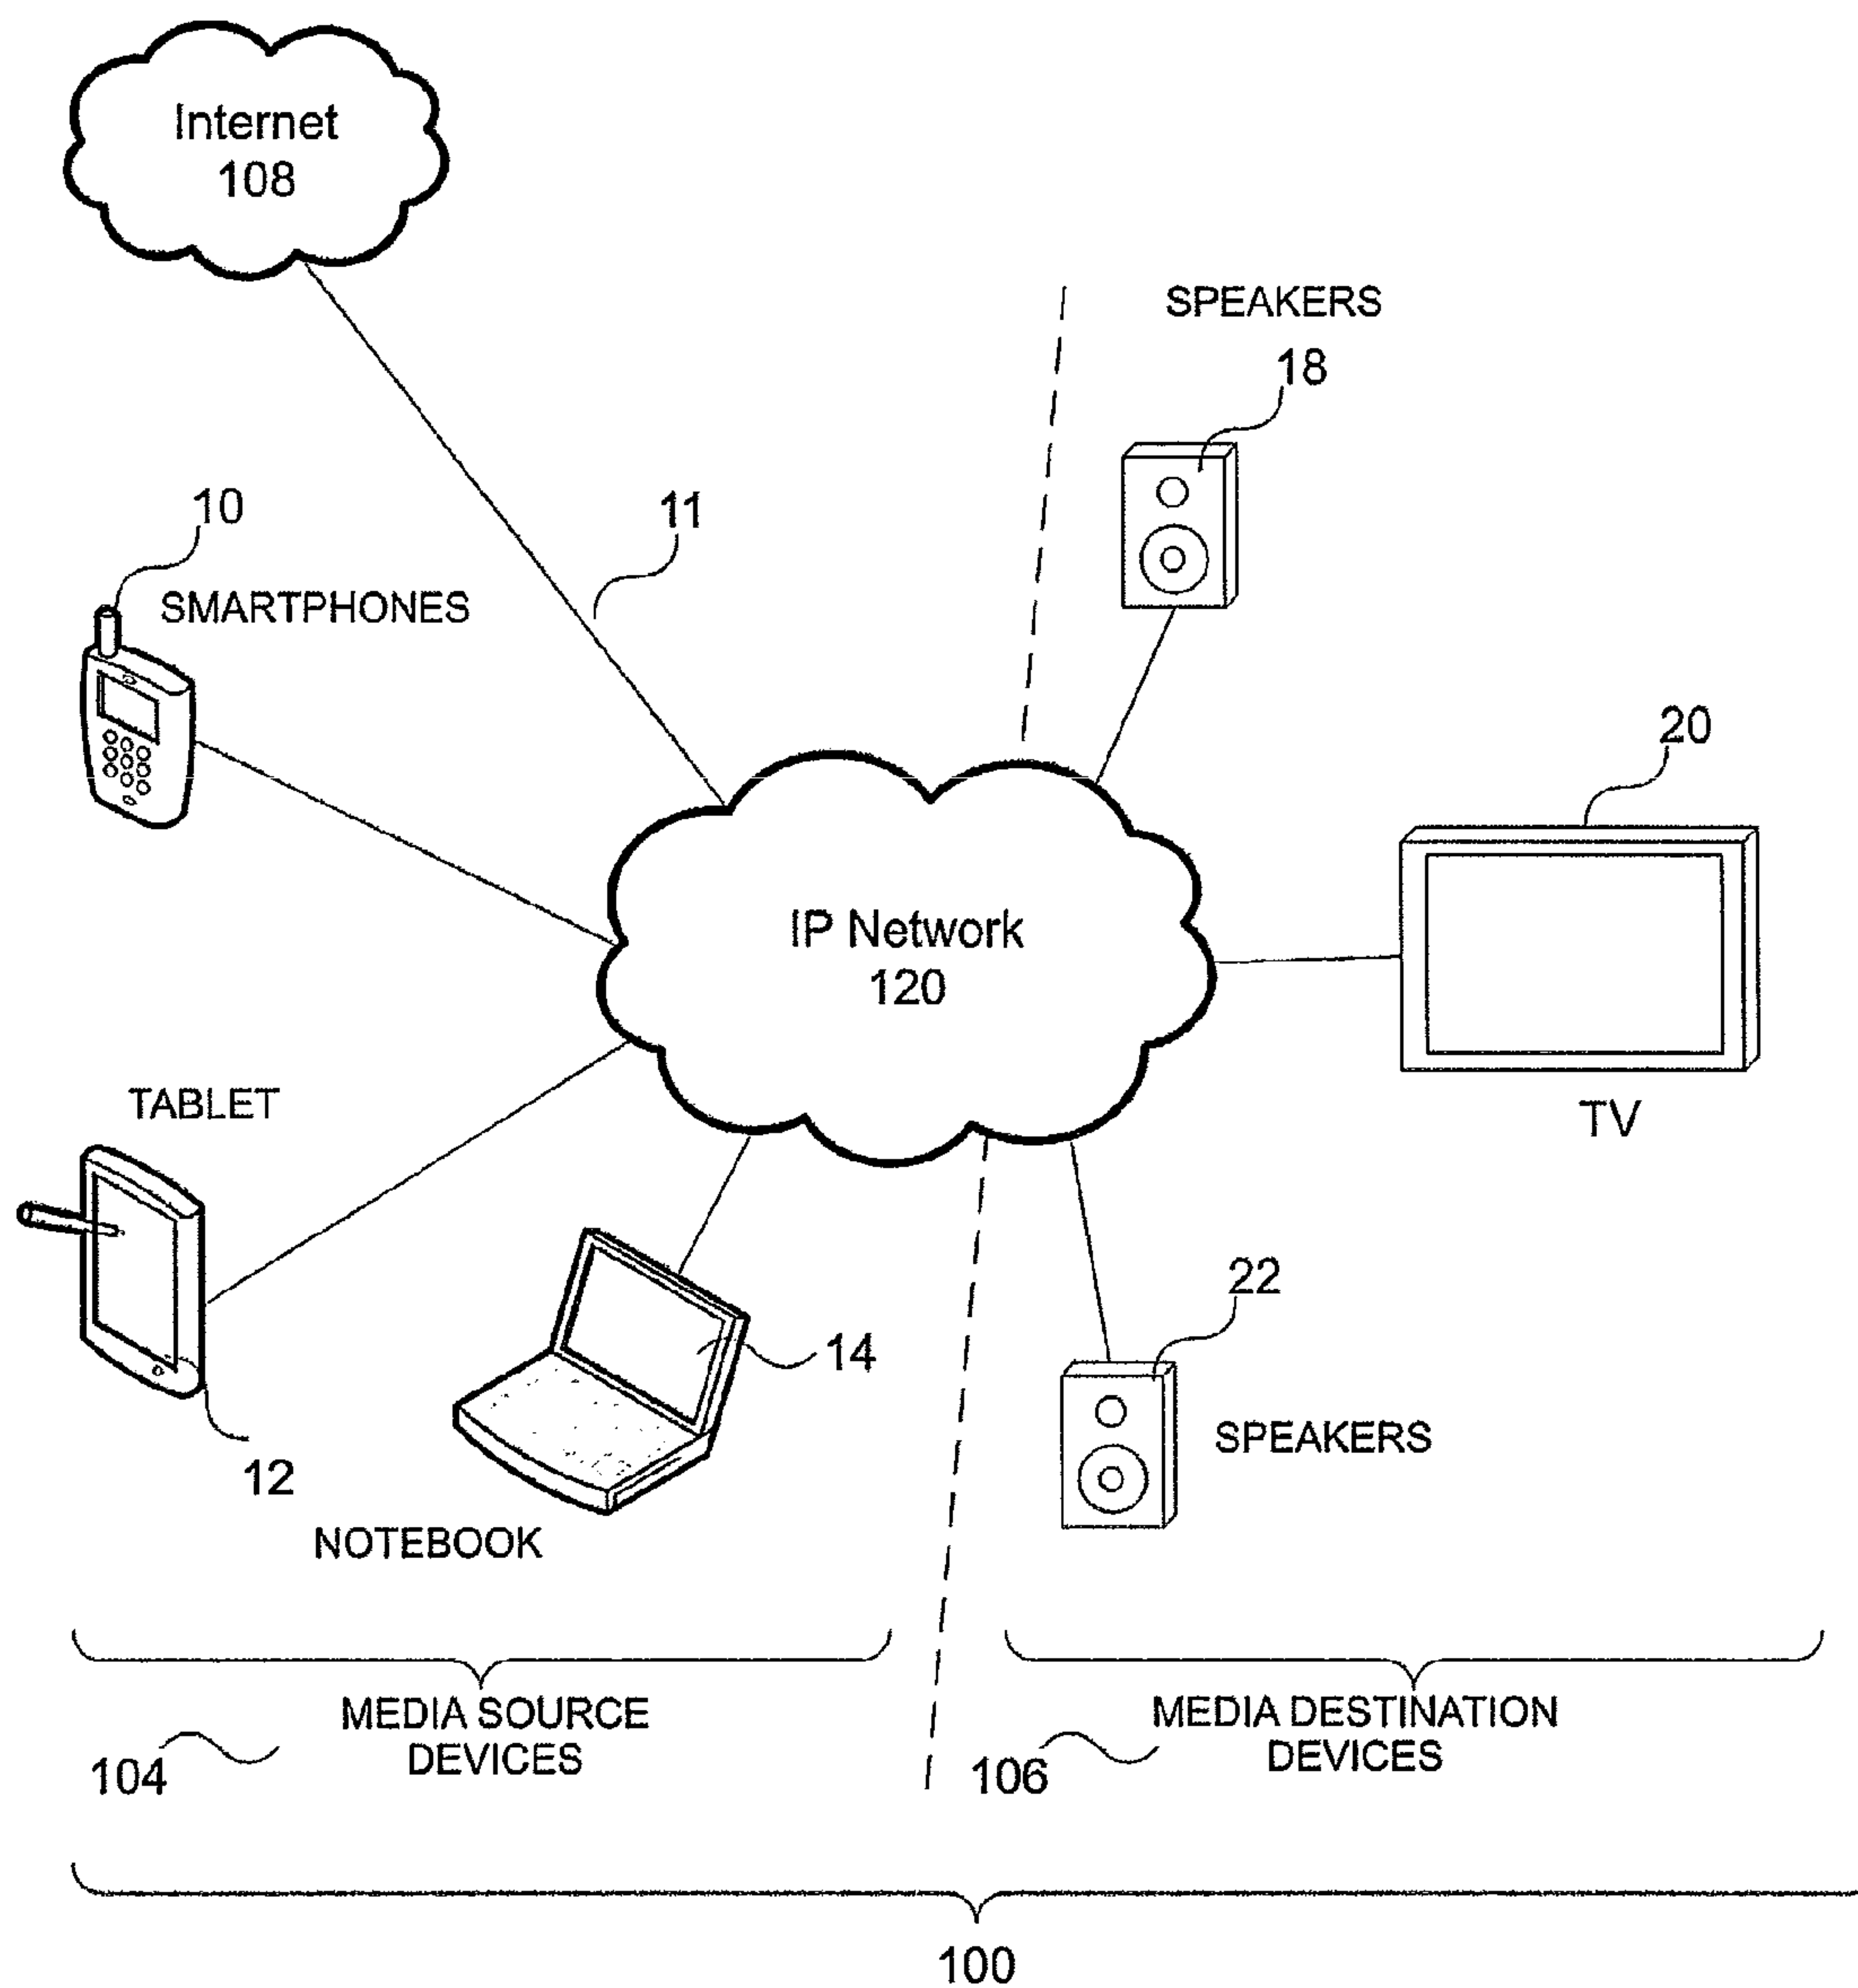 Internet
108
SPEAKERS
18
10
11
SMARTPHONES
20
IP Network
120
TABLET
TV
22
14
SPEAKERS
12
NOTEBOOK
MEDIA SOURCE
DEVICES
104
MEDIA DESTINATION
DEVICES
106
100